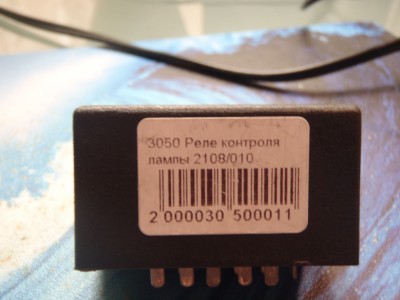 3050 Реле контроля
лампы 2108/010
2 000030 500011